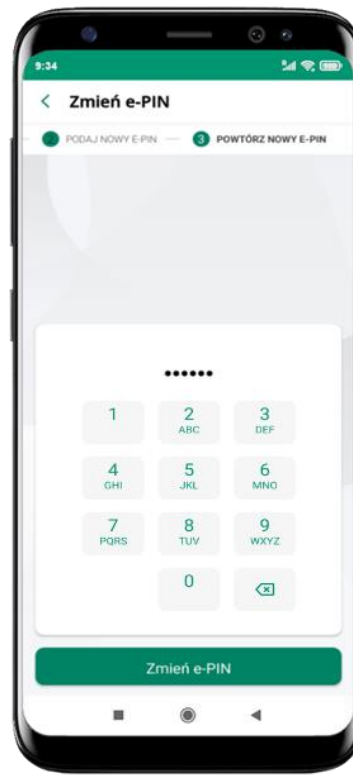 9:34
Zmień e-PIN
2 PODAJ NOWY E-PIN 3 POWTÓRZ NOWY E-PIN
1 2 3
ABC DEF
4 5 6
GHI JKL MNO
7 8 9
PQRS TUV WXYZ
0
Zmień e-PIN